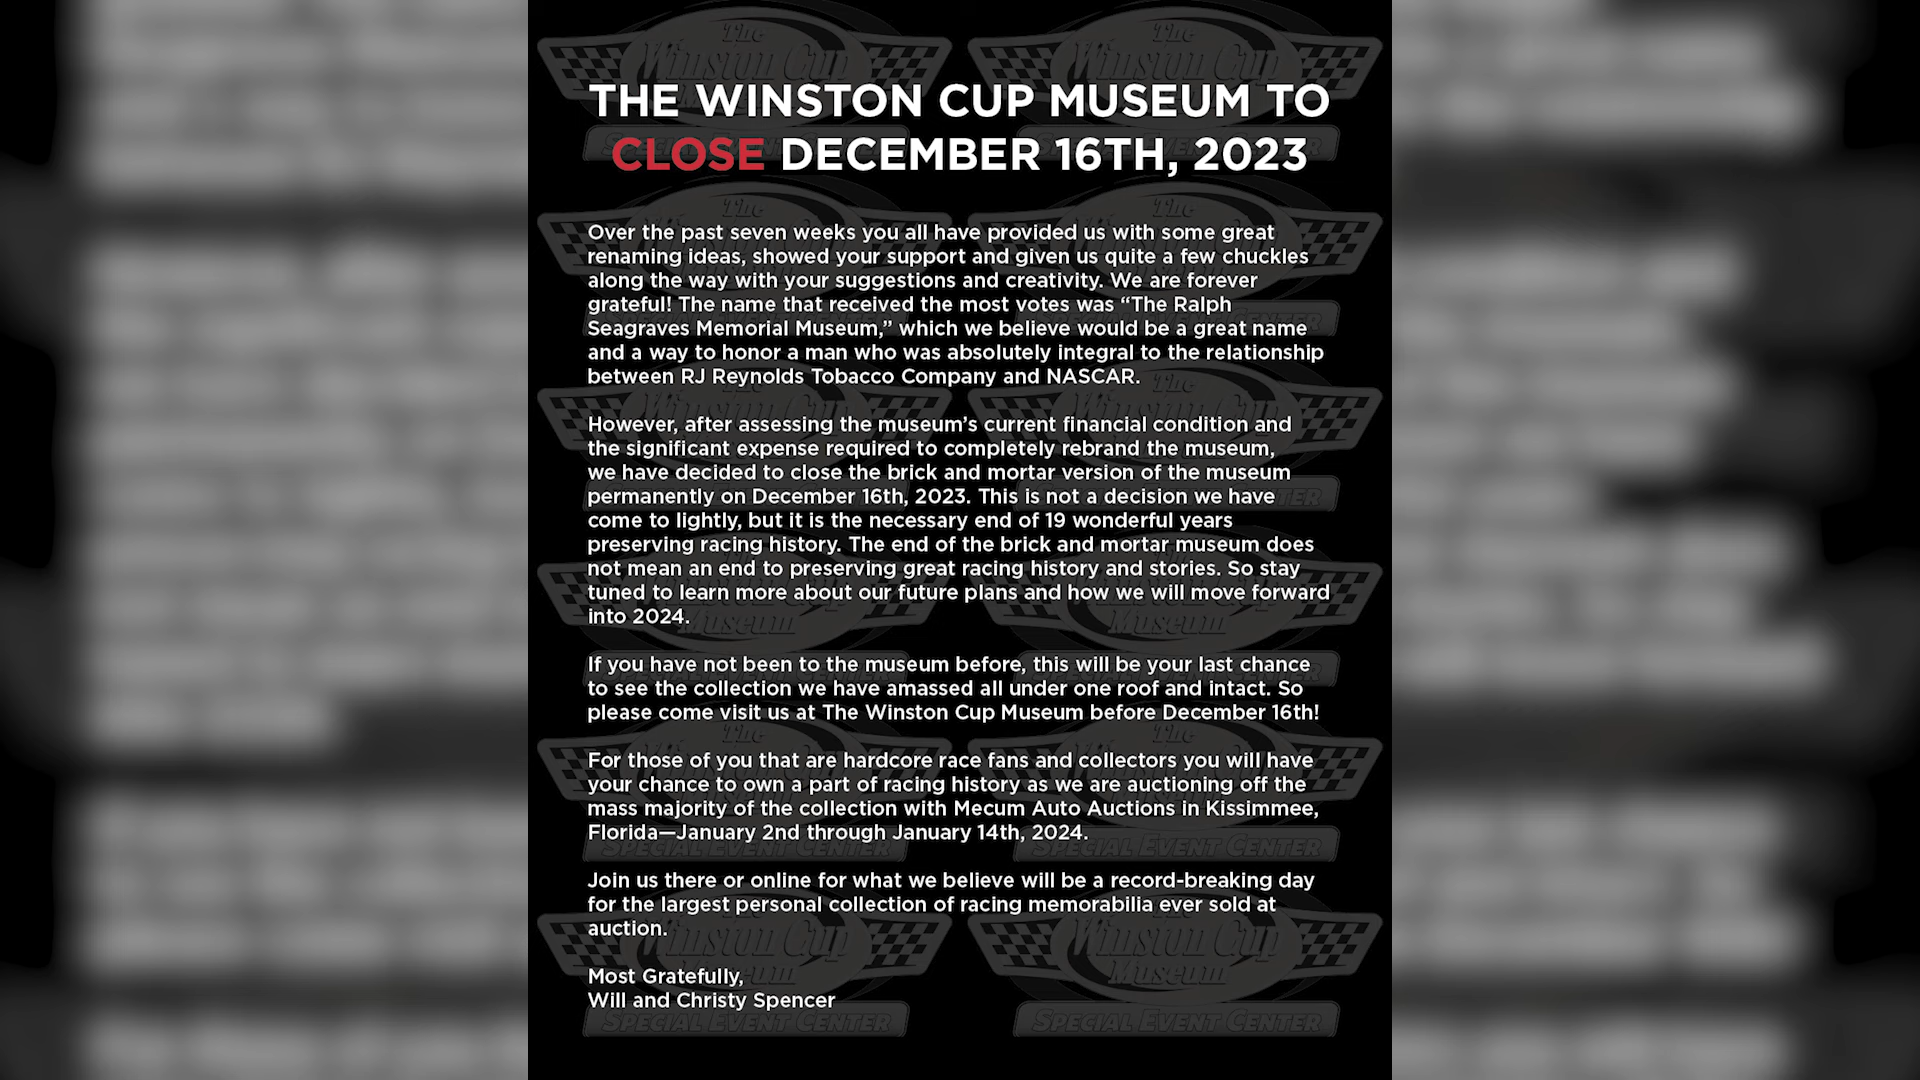 THE WINSTON CUP MUSEUM TO
CLOSE DECEMBER 16TH, 2023
Over the past seven weeks you all have provided us with some great
renaming ideas, showed your support and given us quite a few chuckles
along the way with your suggestions and creativity. We are forever
grateful! The name that received the most votes was “The Ralph
Seagraves Memorial Museum,” which we believe would be a great name
and a way to honor a man who was absolutely integral to the relationship
between RJ Reynolds Tobacco Company and NASCAR.
However, after assessing the museum’s current financial condition and
the significant expense required to completely rebrand the museum,
we have decided to close the brick and mortar version of the museum
permanently on December 16th, 2023. This is not a decision we have
come to lightly, but it is the necessary end of 19 wonderful years
preserving racing history. The end of the brick and mortar museum does
not mean an end to preserving great racing history and stories. So stay
tuned to learn more about our future plans and how we will move forward
into 2024.
If you have not been to the museum before, this will be your last chance
to see the collection we have amassed all under one roof and intact. So
please come visit us at The Winston Cup Museum before December 16th!
For those of you that are hardcore race fans and collectors you will have
your chance to own a part of racing history as we are auctioning off the
mass majority of the collection with Mecum Auto Auctions in Kissimmee,
Florida—January 2nd through January 14th, 2024.
Join us there or online for what we believe will be a record-breaking day
for the largest personal collection of racing memorabilia ever sold at
auction.
Most Gratefully,
Will and Christy Spencer
The Winston Cup Museum
SPECIAL EVENT CENTER